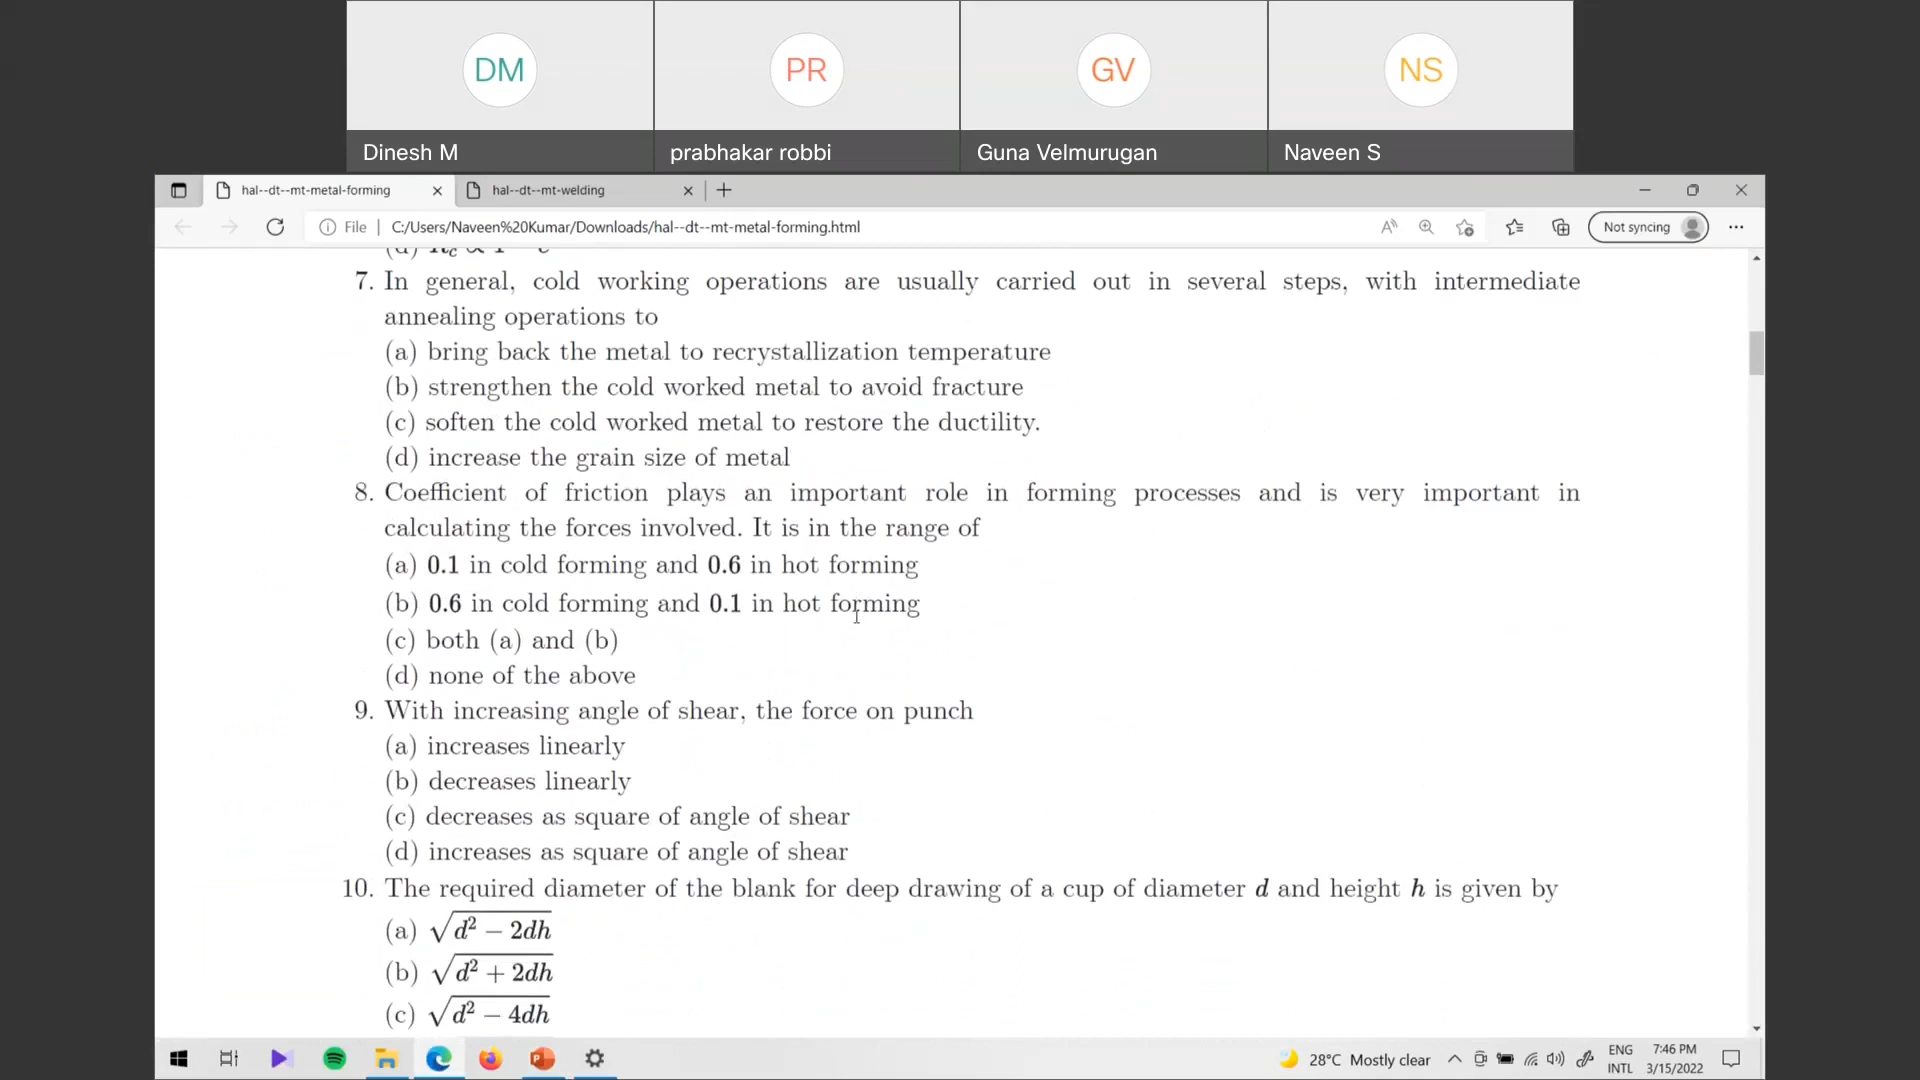 DM
PR
GV
NS
Dinesh M
prabhakar robbi
Guna Velmurugan
Naveen S
hal--dt--mt-metal-forming
hal--dt--mt-welding
File | C:/Users/Naveen%20Kumar/Downloads/hal--dt--mt-metal-forming.html
Not syncing
7. In general, cold working operations are usually carried out in several steps, with intermediate
annealing operations to
(a) bring back the metal to recrystallization temperature
(b) strengthen the cold worked metal to avoid fracture
(c) soften the cold worked metal to restore the ductility.
(d) increase the grain size of metal
8. Coefficient of friction plays an important role in forming processes and is very important in
calculating the forces involved. It is in the range of
(a) 0.1 in cold forming and 0.6 in hot forming
(b) 0.6 in cold forming and 0.1 in hot forming
(c) both (a) and (b)
(d) none of the above
9. With increasing angle of shear, the force on punch
(a) increases linearly
(b) decreases linearly
(c) decreases as square of angle of shear
(d) increases as square of angle of shear
10. The required diameter of the blank for deep drawing of a cup of diameter d and height h is given by
(a) √d² − 2dh
(b) √d² + 2dh
(c) √d² − 4dh
28°C Mostly clear
ENG
INTL
7:46 PM
3/15/2022